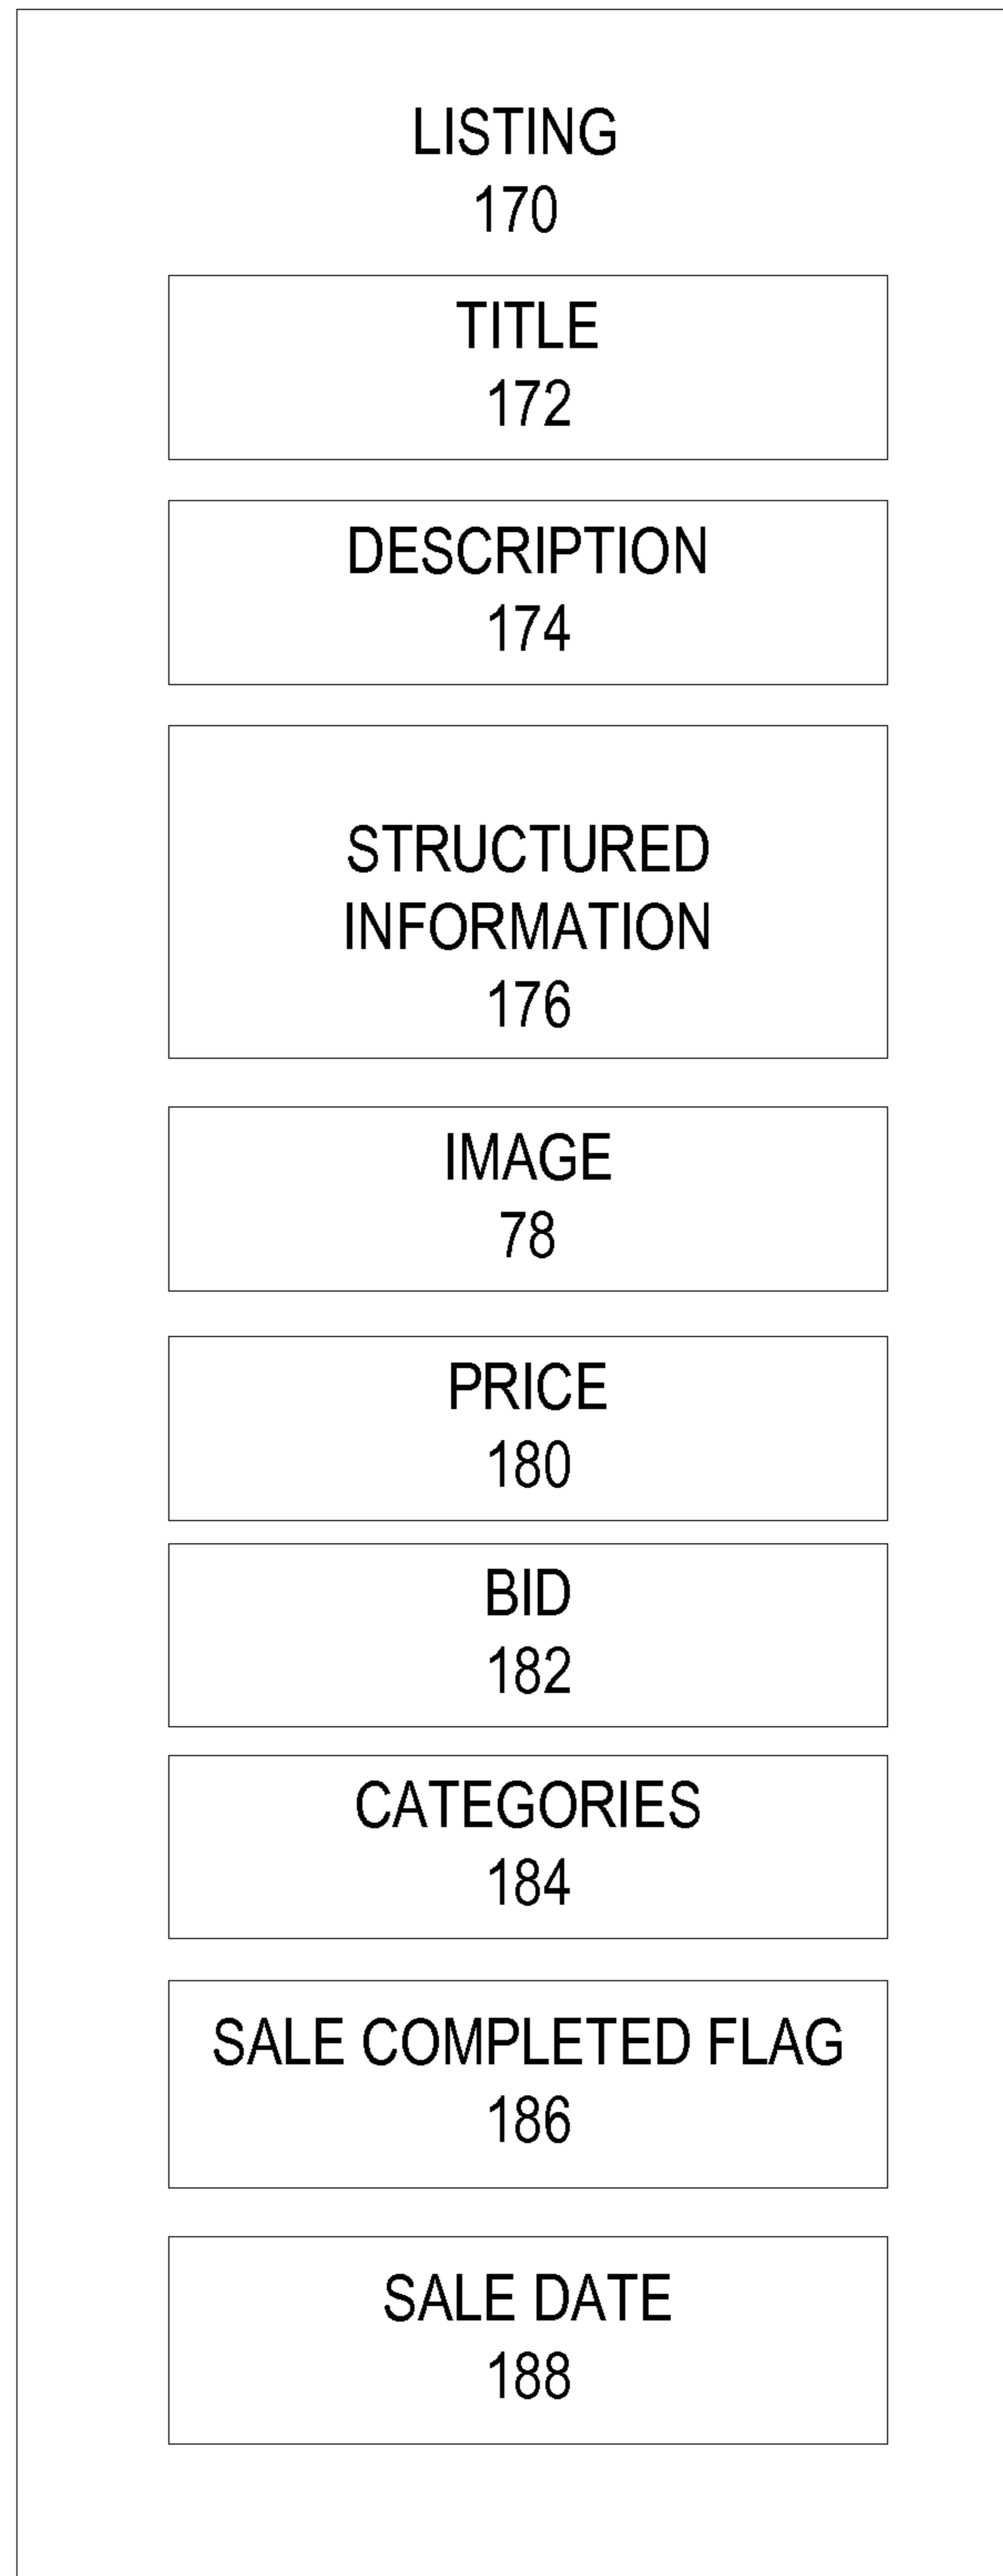 LISTING
170
TITLE
172
DESCRIPTION
174
STRUCTURED
INFORMATION
176
IMAGE
78
PRICE
180
BID
182
CATEGORIES
184
SALE COMPLETED FLAG
186
SALE DATE
188